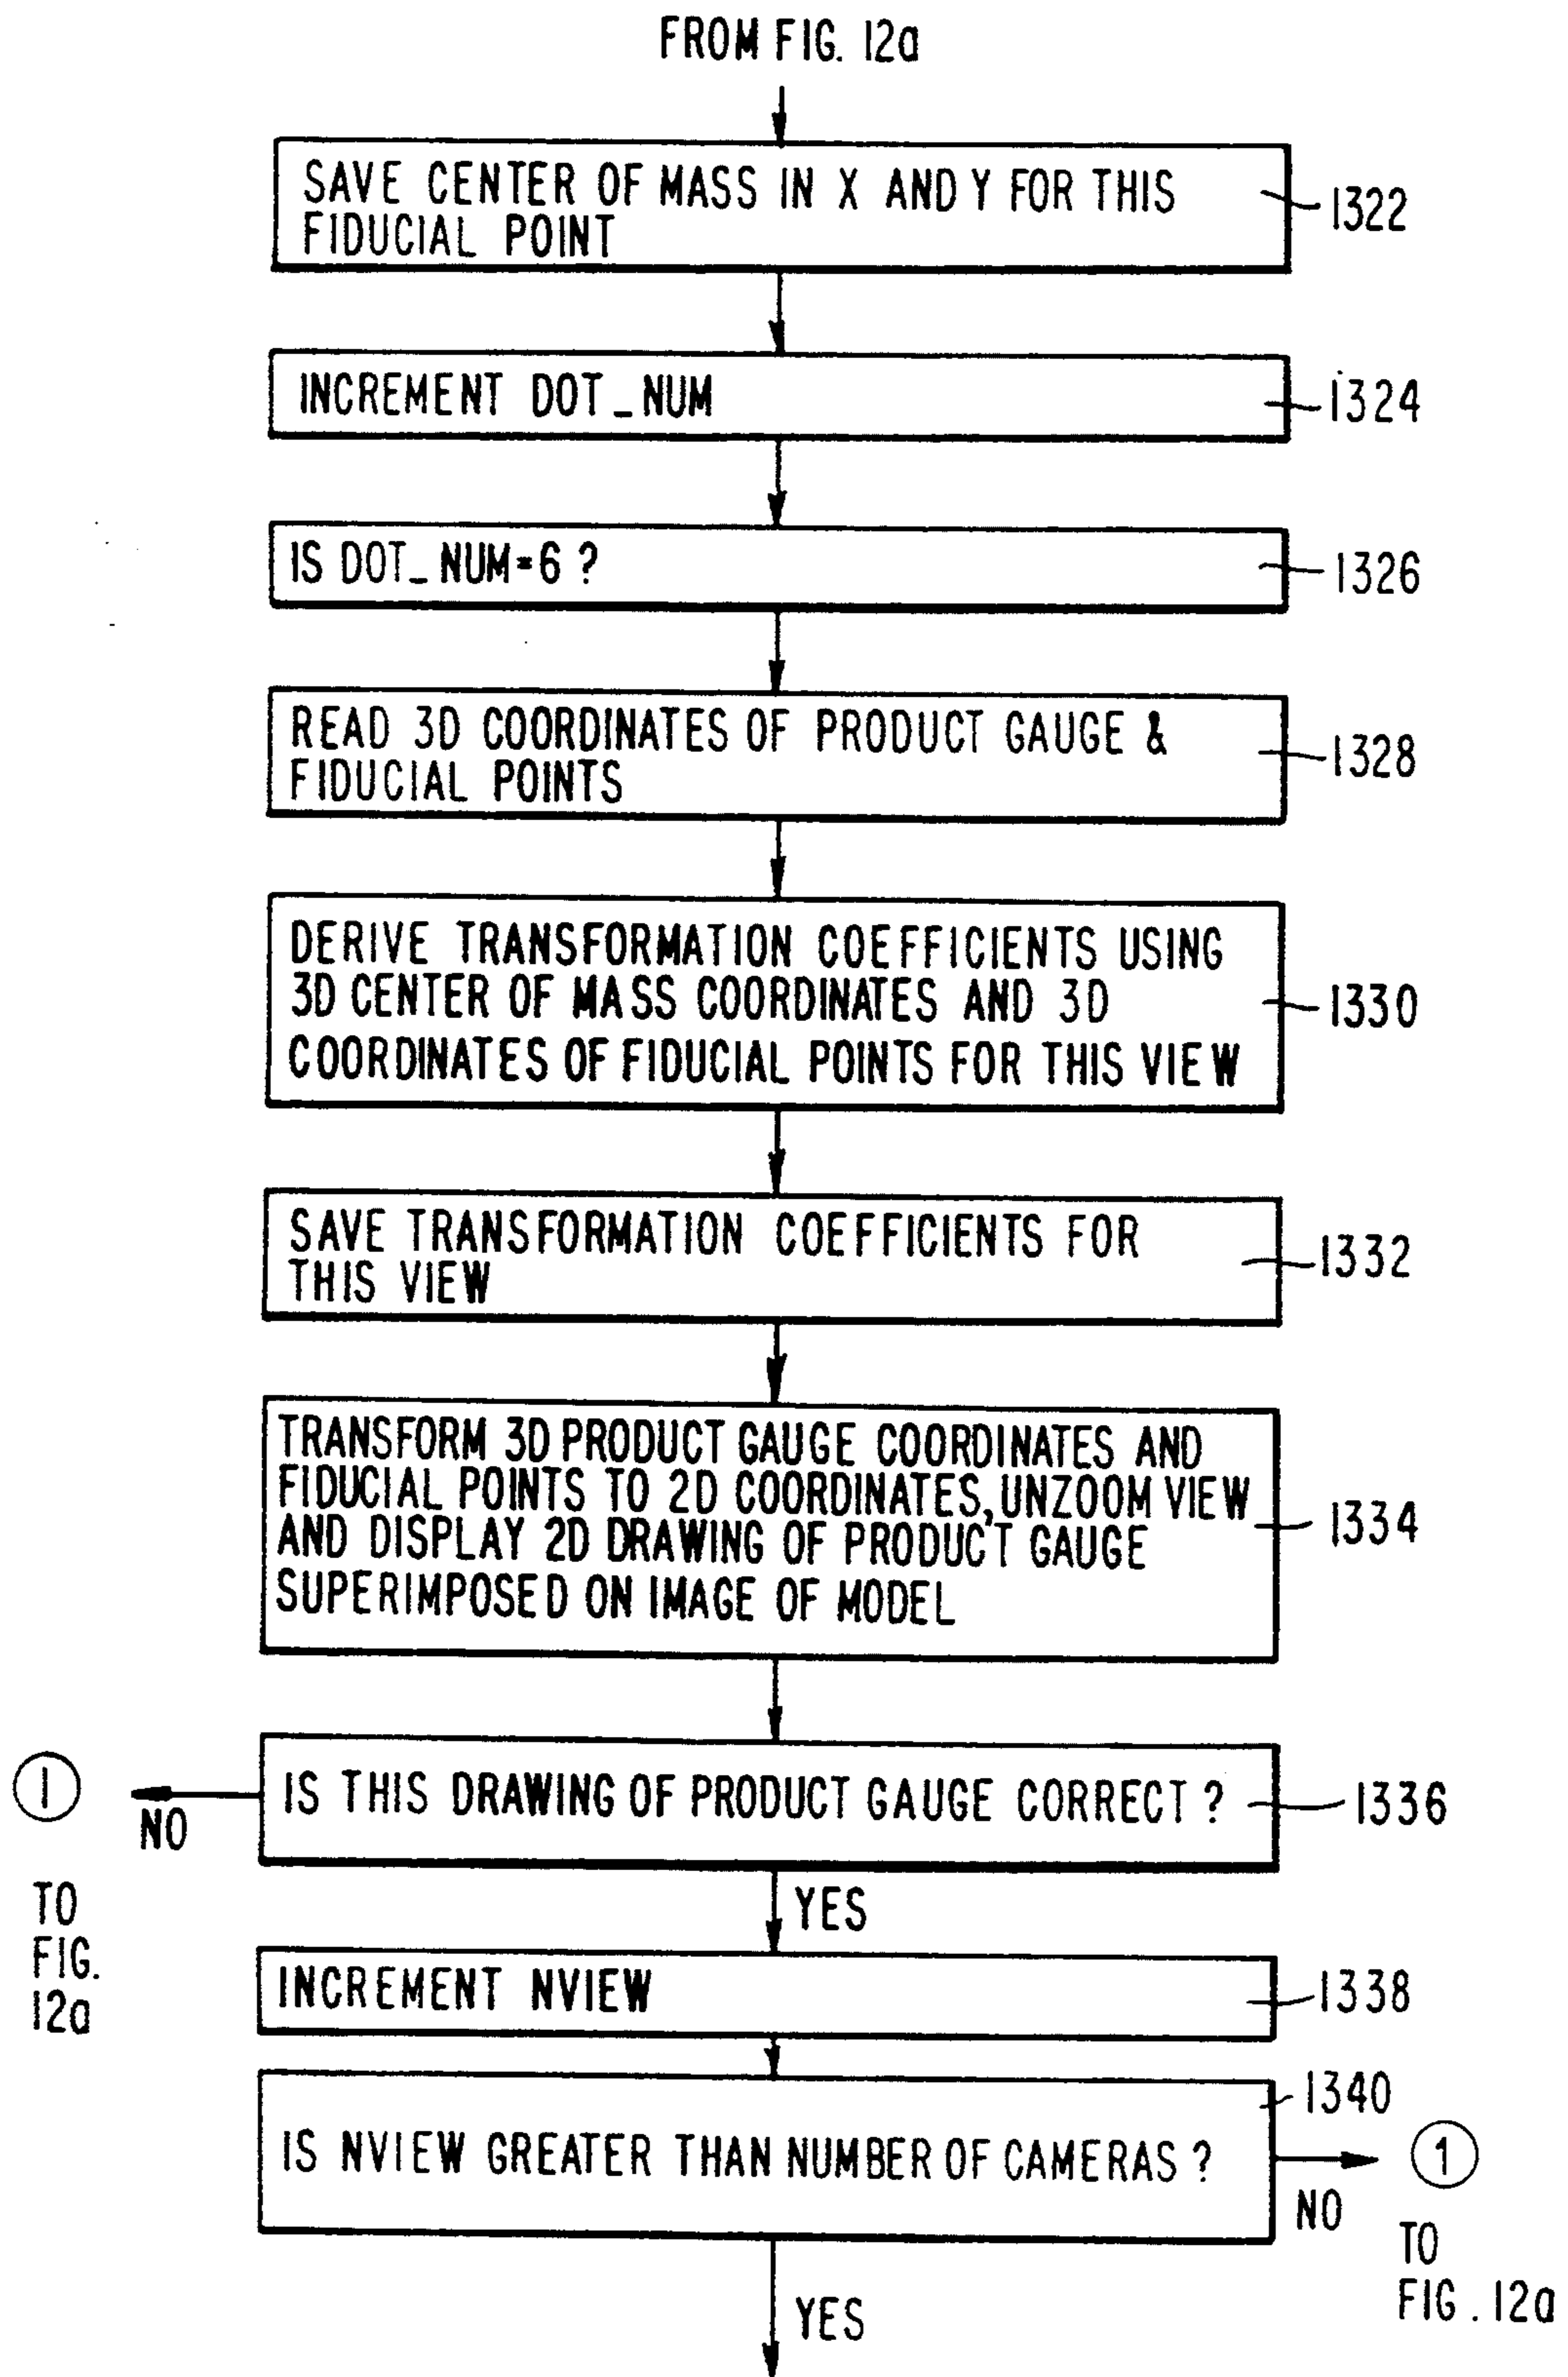 FROM FIG. 12a
SAVE CENTER OF MASS IN X AND Y FOR THIS
FIDUCIAL POINT
1322
INCREMENT DOT_NUM
1324
IS DOT_NUM=6 ?
1326
READ 3D COORDINATES OF PRODUCT GAUGE &
FIDUCIAL POINTS
1328
DERIVE TRANSFORMATION COEFFICIENTS USING
3D CENTER OF MASS COORDINATES AND 3D
COORDINATES OF FIDUCIAL POINTS FOR THIS VIEW
1330
SAVE TRANSFORMATION COEFFICIENTS FOR
THIS VIEW
1332
TRANSFORM 3D PRODUCT GAUGE COORDINATES AND
FIDUCIAL POINTS TO 2D COORDINATES, UNZOOM VIEW
AND DISPLAY 2D DRAWING OF PRODUCT GAUGE
SUPERIMPOSED ON IMAGE OF MODEL
1334
IS THIS DRAWING OF PRODUCT GAUGE CORRECT ?
1336
1
NO
TO
FIG.
12a
YES
INCREMENT NVIEW
1338
IS NVIEW GREATER THAN NUMBER OF CAMERAS ?
1340
1
NO
TO
FIG. 12a
YES